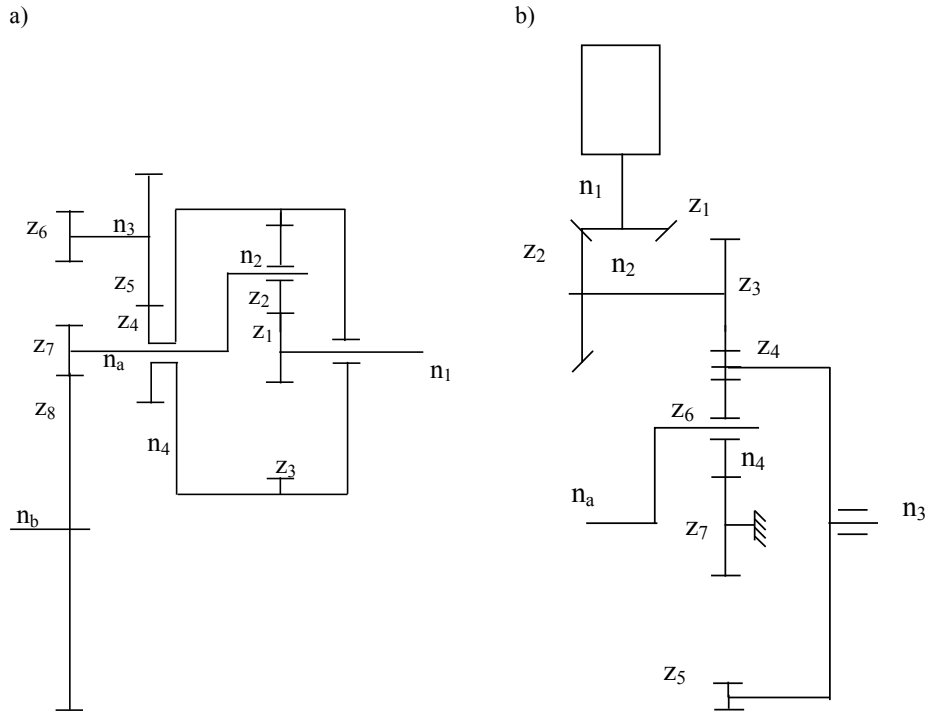 a)
z₆
n₃
z₅
z₄
n₂
z₂
z₁
z₇
nₐ
n₁
z₈
n₄
z₃
n_b
b)
n₁
z₁
z₂
n₂
z₃
z₄
z₆
n₄
nₐ
z₇
n₃
z₅